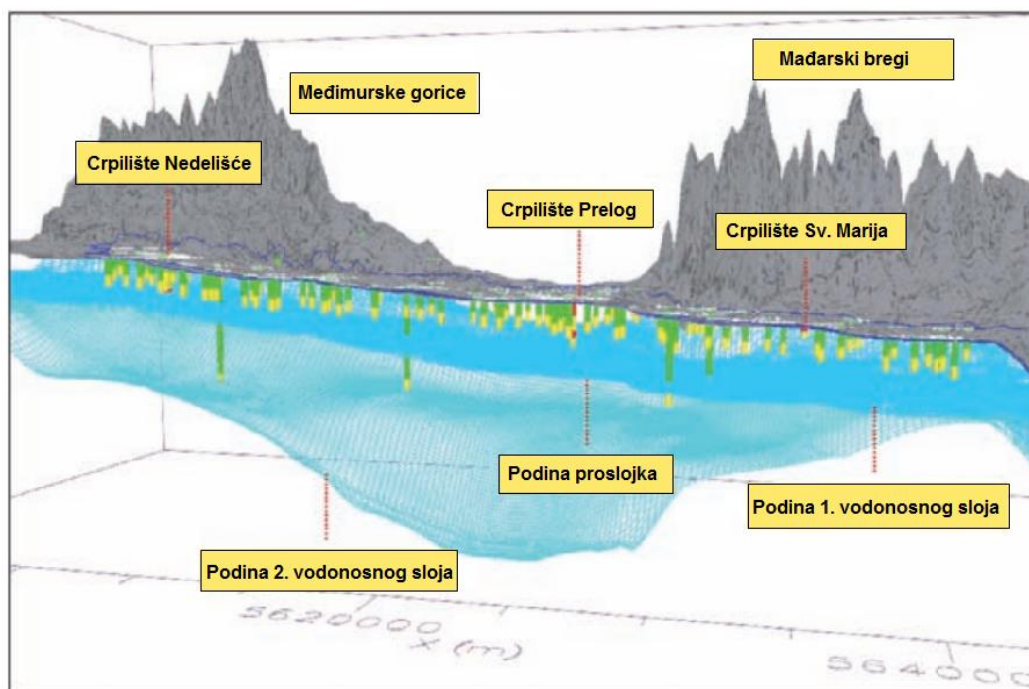 Mađarski bregi
Međimurske gorice
Crpilište Nedelišće
Crpilište Prelog
Crpilište Sv. Marija
Podina proslojka
Podina 1. vodonosnog sloja
Podina 2. vodonosnog sloja
5620000
X (m)
564000